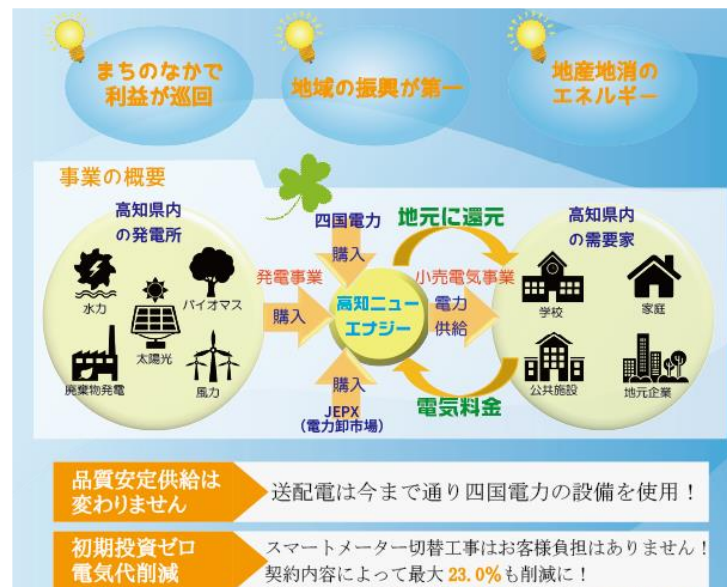 まちのなかで
利益が巡回
地域の振興が第一
地産地消の
エネルギー
事業の概要
高知県内
の発電所
水力
バイオマス
太陽光
廃棄物発電
風力
発電事業
購入
四国電力
購入
高知ニュー
エナジー
購入
JEPX
(電力卸市場)
地元に還元
小売電気事業
電力
供給
電気料金
高知県内
の需要家
学校
家庭
公共施設
地元企業
品質安定供給は
変わりません
送配電は今まで通り四国電力の設備を使用！
初期投資ゼロ
電気代削減
スマートメーター切替工事はお客様負担はありません！
契約内容によって最大 23.0%も削減に！